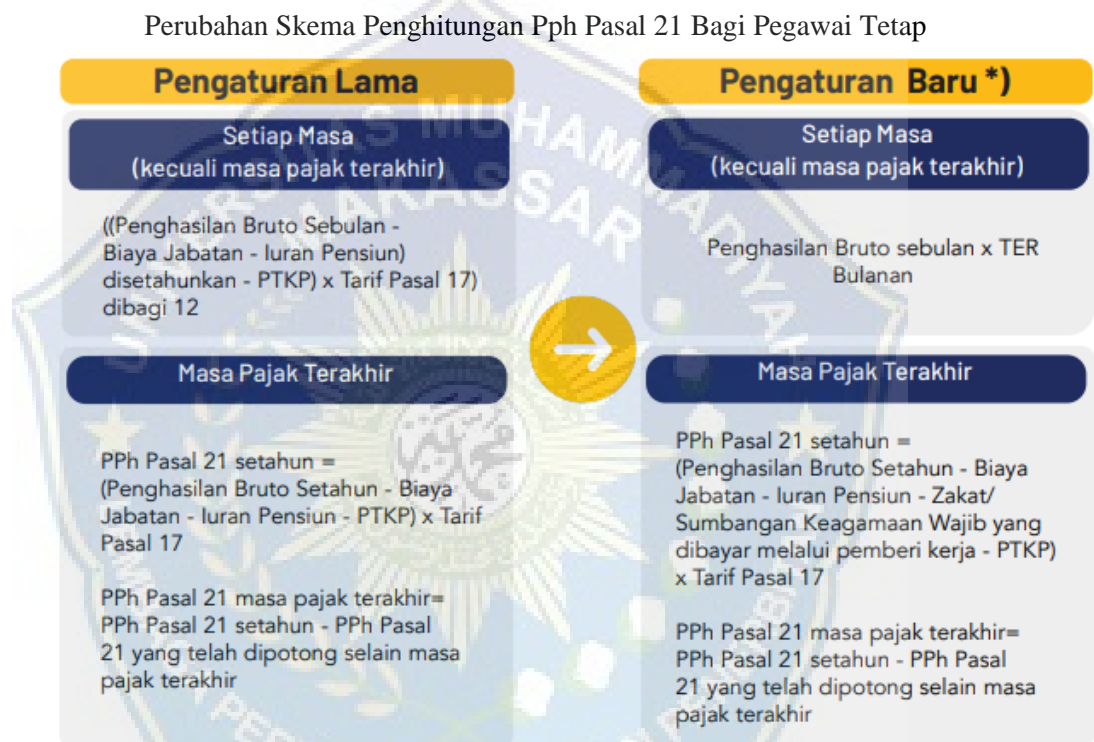 Perubahan Skema Penghitungan Pph Pasal 21 Bagi Pegawai Tetap
Pengaturan Lama
Setiap Masa
(kecuali masa pajak terakhir)
((Penghasilan Bruto Sebulan -
Biaya Jabatan - Iuran Pensiun)
disetahunkan - PTKP) x Tarif Pasal 17)
dibagi 12
Masa Pajak Terakhir
PPh Pasal 21 setahun =
(Penghasilan Bruto Setahun - Biaya
Jabatan - Iuran Pensiun - PTKP) x Tarif
Pasal 17
PPh Pasal 21 masa pajak terakhir=
PPh Pasal 21 setahun - PPh Pasal
21 yang telah dipotong selain masa
pajak terakhir
Pengaturan Baru *)
Setiap Masa
(kecuali masa pajak terakhir)
Penghasilan Bruto sebulan x TER
Bulanan
Masa Pajak Terakhir
PPh Pasal 21 setahun =
(Penghasilan Bruto Setahun - Biaya
Jabatan - Iuran Pensiun - Zakat/
Sumbangan Keagamaan Wajib yang
dibayar melalui pemberi kerja - PTKP)
x Tarif Pasal 17
PPh Pasal 21 masa pajak terakhir=
PPh Pasal 21 setahun - PPh Pasal
21 yang telah dipotong selain masa
pajak terakhir
UNIVERSITAS MUHAMMADIYAH
MAKASSAR